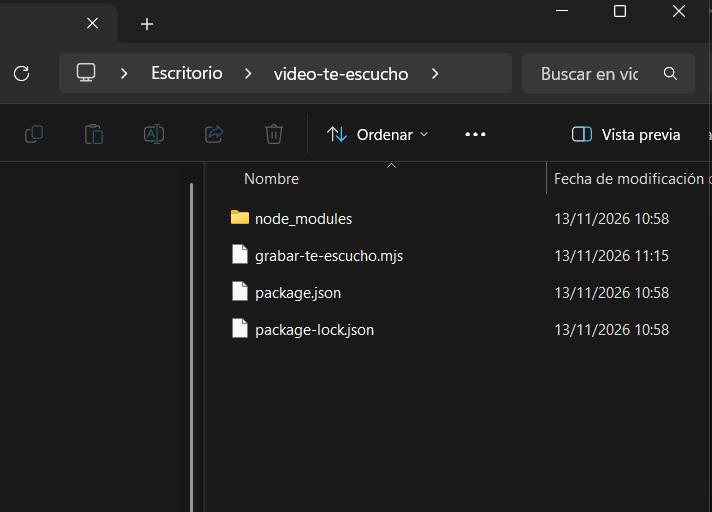 Escritorio
video-te-escucho
Buscar en vic
Ordenar
Vista previa
Nombre
Fecha de modificación
node_modules
13/11/2026 10:58
grabar-te-escucho.mjs
13/11/2026 11:15
package.json
13/11/2026 10:58
package-lock.json
13/11/2026 10:58